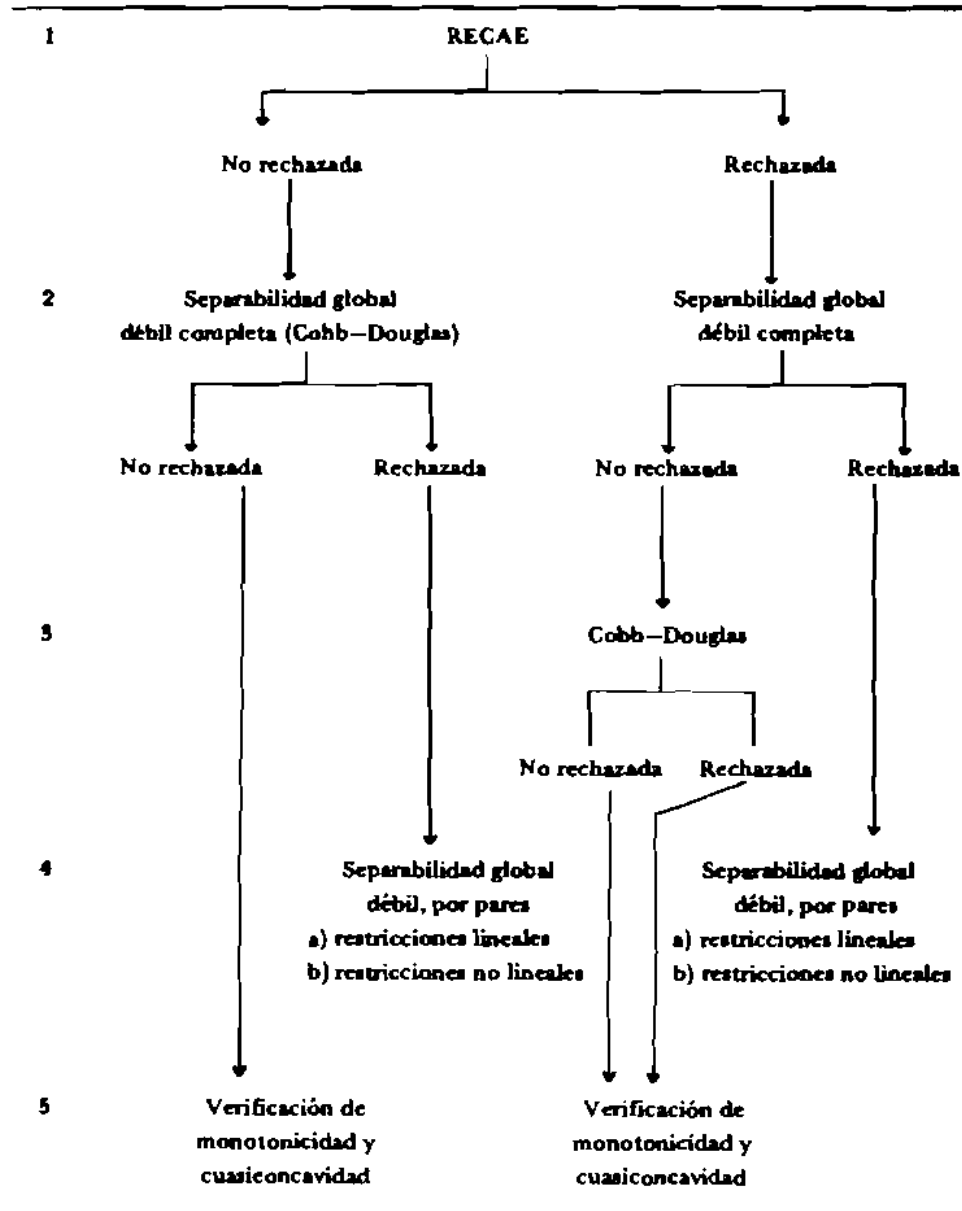 1 RECAE
No rechazada Rechazada
2 Separabilidad global Separabilidad global
débil completa (Cobb–Douglas) débil completa
No rechazada Rechazada No rechazada Rechazada
3 Cobb–Douglas
No rechazada Rechazada
4 Separabilidad global Separabilidad global
débil, por pares débil, por pares
a) restricciones lineales a) restricciones lineales
b) restricciones no lineales b) restricciones no lineales
5 Verificación de Verificación de
monotonicidad y monotonicidad y
cuasiconcavidad cuasiconcavidad